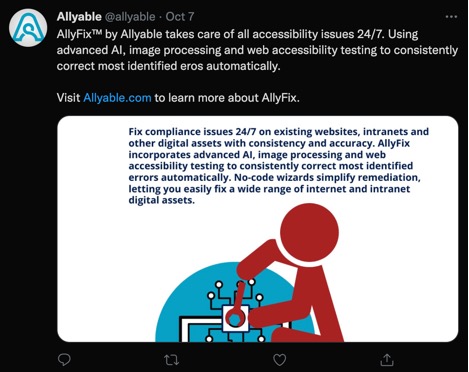 Allyable @allyable · Oct 7
AllyFix™ by Allyable takes care of all accessibility issues 24/7. Using
advanced AI, image processing and web accessibility testing to consistently
correct most identified eros automatically.
Visit Allyable.com to learn more about AllyFix.
Fix compliance issues 24/7 on existing websites, intranets and
other digital assets with consistency and accuracy. AllyFix
incorporates advanced AI, image processing and web
accessibility testing to consistently correct most identified
errors automatically. No-code wizards simplify remediation,
letting you easily fix a wide range of internet and intranet
digital assets.